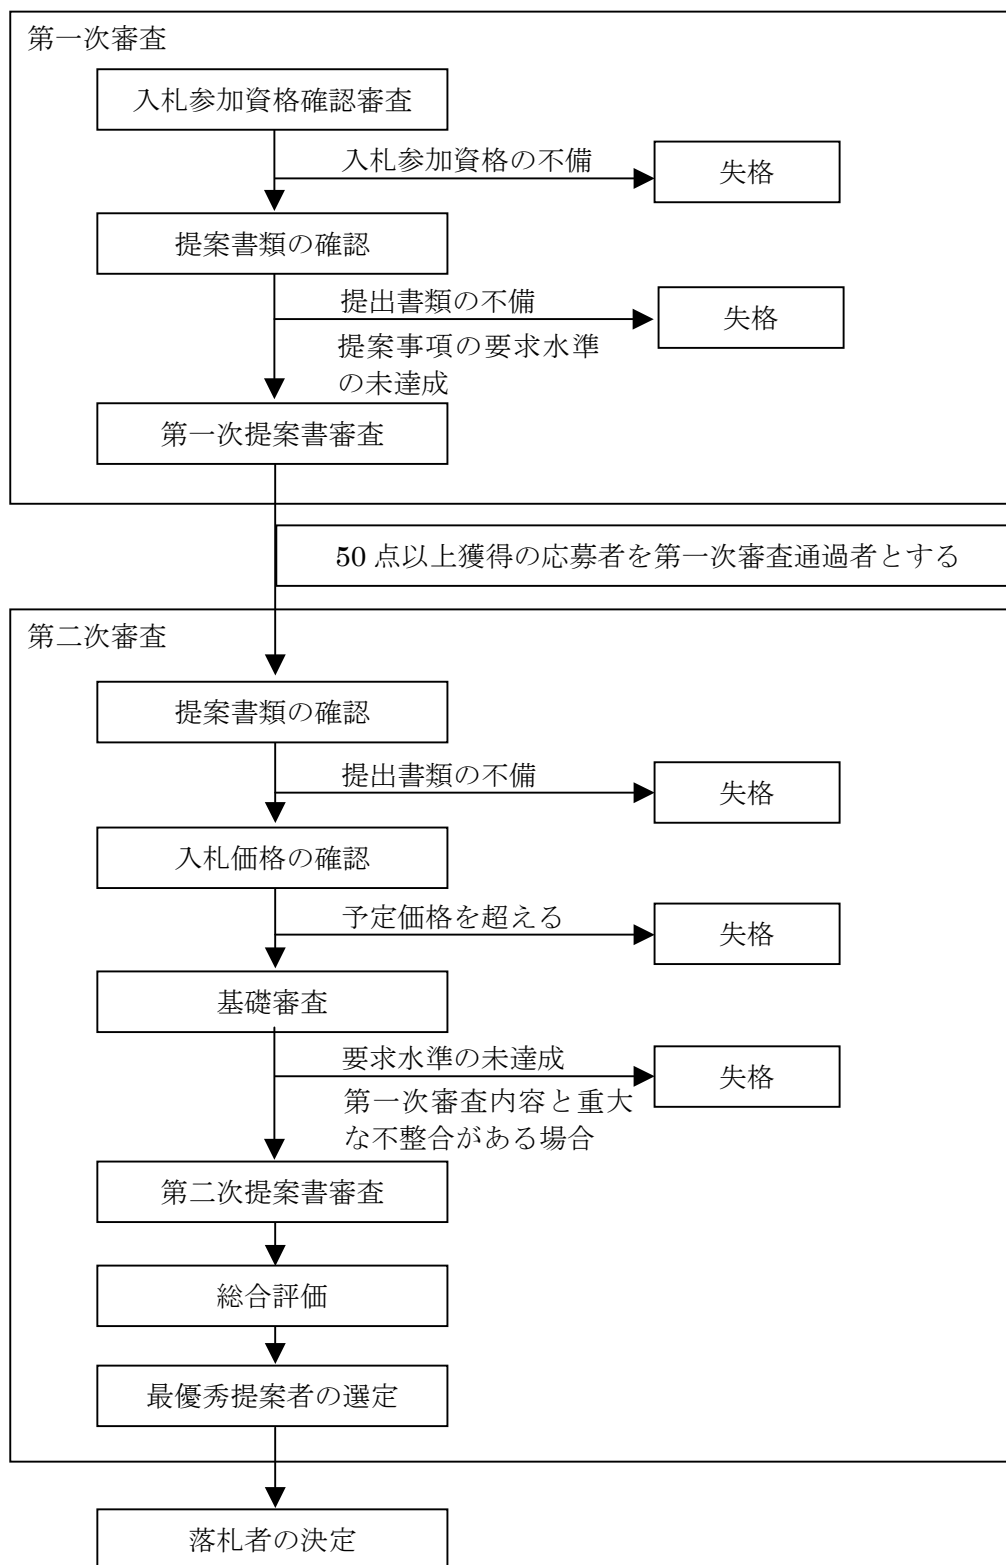 第一次審査
入札参加資格確認審査
入札参加資格の不備
失格
提案書類の確認
提出書類の不備
失格
提案事項の要求水準
の未達成
第一次提案書審査
50 点以上獲得の応募者を第一次審査通過者とする
第二次審査
提案書類の確認
提出書類の不備
失格
入札価格の確認
予定価格を超える
失格
基礎審査
要求水準の未達成
失格
第一次審査内容と重大
な不整合がある場合
第二次提案書審査
総合評価
最優秀提案者の選定
落札者の決定